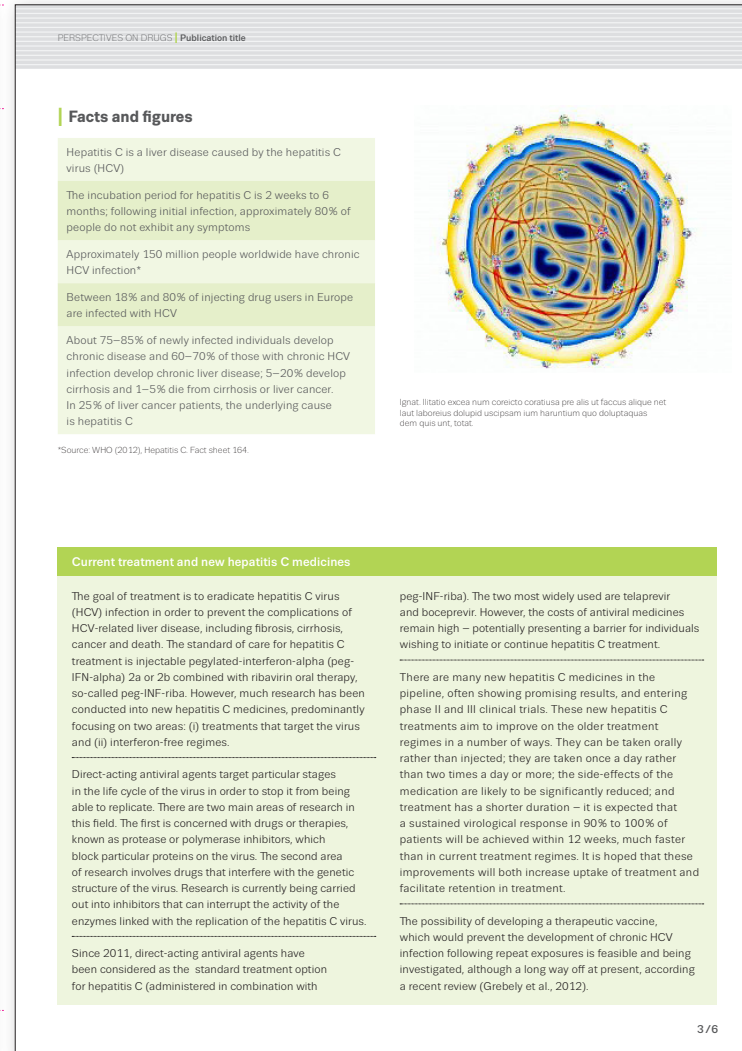 PERSPECTIVES ON DRUGS | Publication title
Facts and figures
Hepatitis C is a liver disease caused by the hepatitis C
virus (HCV)
The incubation period for hepatitis C is 2 weeks to 6
months; following initial infection, approximately 80% of
people do not exhibit any symptoms
Approximately 150 million people worldwide have chronic
HCV infection*
Between 18% and 80% of injecting drug users in Europe
are infected with HCV
About 75–85% of newly infected individuals develop
chronic disease and 60–70% of those with chronic HCV
infection develop chronic liver disease; 5–20% develop
cirrhosis and 1–5% die from cirrhosis or liver cancer.
In 25% of liver cancer patients, the underlying cause
is hepatitis C
*Source: WHO (2012), Hepatitis C. Fact sheet 164.
Ignat. Ilitatio excea num coreicto coratiusa pre alis ut faccus alique net
laut laboreius dolupid uscipsam ium haruntium quo doluptaquas
dem quis unt, totat.
Current treatment and new hepatitis C medicines
The goal of treatment is to eradicate hepatitis C virus
(HCV) infection in order to prevent the complications of
HCV-related liver disease, including fibrosis, cirrhosis,
cancer and death. The standard of care for hepatitis C
treatment is injectable pegylated-interferon-alpha (peg-
IFN-alpha) 2a or 2b combined with ribavirin oral therapy,
so-called peg-INF-riba. However, much research has been
conducted into new hepatitis C medicines, predominantly
focusing on two areas: (i) treatments that target the virus
and (ii) interferon-free regimes.
Direct-acting antiviral agents target particular stages
in the life cycle of the virus in order to stop it from being
able to replicate. There are two main areas of research in
this field. The first is concerned with drugs or therapies,
known as protease or polymerase inhibitors, which
block particular proteins on the virus. The second area
of research involves drugs that interfere with the genetic
structure of the virus. Research is currently being carried
out into inhibitors that can interrupt the activity of the
enzymes linked with the replication of the hepatitis C virus.
Since 2011, direct-acting antiviral agents have
been considered as the standard treatment option
for hepatitis C (administered in combination with
peg-INF-riba). The two most widely used are telaprevir
and boceprevir. However, the costs of antiviral medicines
remain high – potentially presenting a barrier for individuals
wishing to initiate or continue hepatitis C treatment.
There are many new hepatitis C medicines in the
pipeline, often showing promising results, and entering
phase II and III clinical trials. These new hepatitis C
treatments aim to improve on the older treatment
regimes in a number of ways. They can be taken orally
rather than injected; they are taken once a day rather
than two times a day or more; the side-effects of the
medication are likely to be significantly reduced; and
treatment has a shorter duration – it is expected that
a sustained virological response in 90% to 100% of
patients will be achieved within 12 weeks, much faster
than in current treatment regimes. It is hoped that these
improvements will both increase uptake of treatment and
facilitate retention in treatment.
The possibility of developing a therapeutic vaccine,
which would prevent the development of chronic HCV
infection following repeat exposures is feasible and being
investigated, although a long way off at present, according
a recent review (Grebely et al., 2012).
3/6